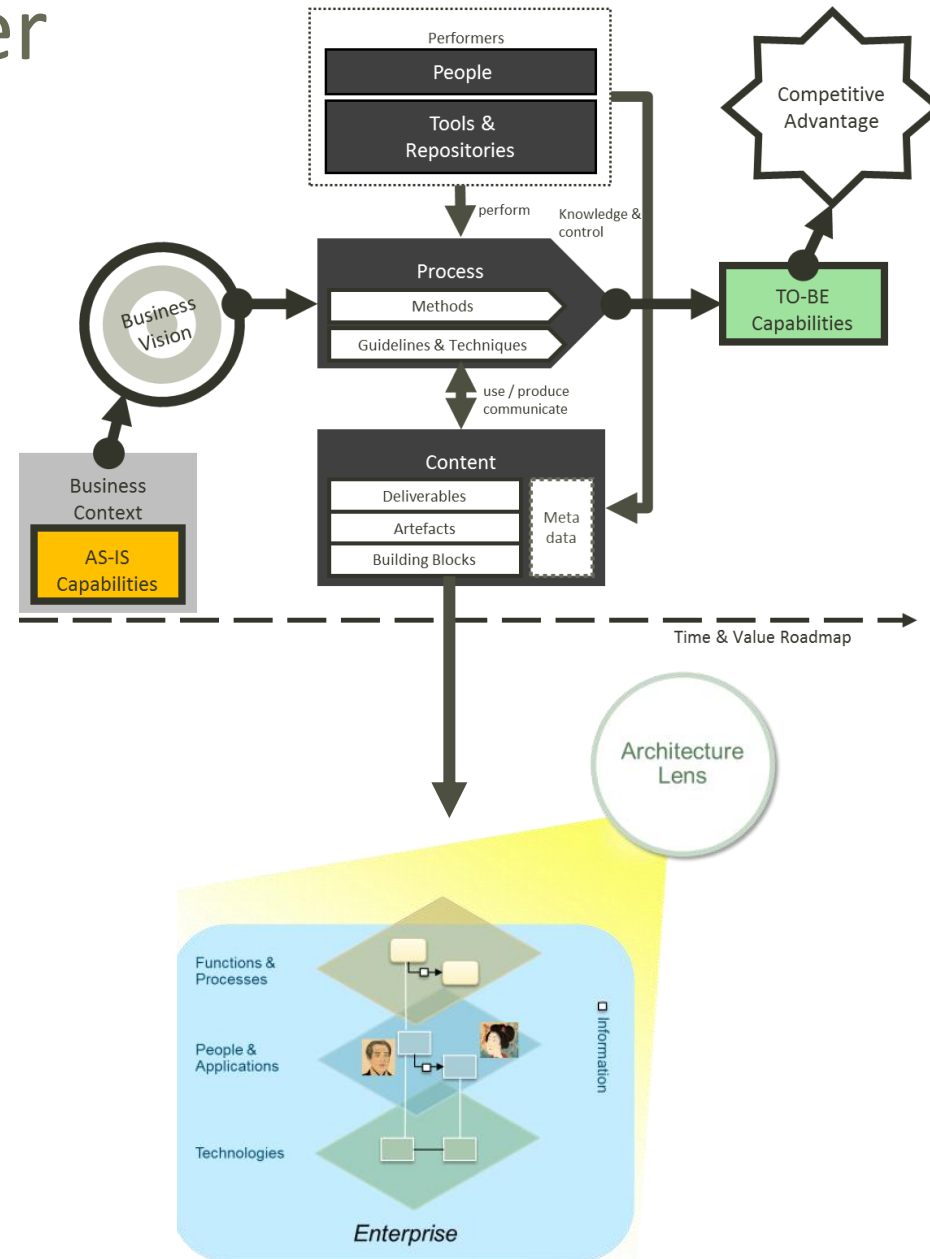 er
Performers
People
Tools &
Repositories
Competitive
Advantage
perform
Knowledge &
control
Process
Methods
Guidelines & Techniques
Business
Vision
TO-BE
Capabilities
use / produce
communicate
Content
Deliverables
Artefacts
Building Blocks
Meta
data
Business
Context
AS-IS
Capabilities
Time & Value Roadmap
Architecture
Lens
Functions &
Processes
People &
Applications
Technologies
Information
Enterprise